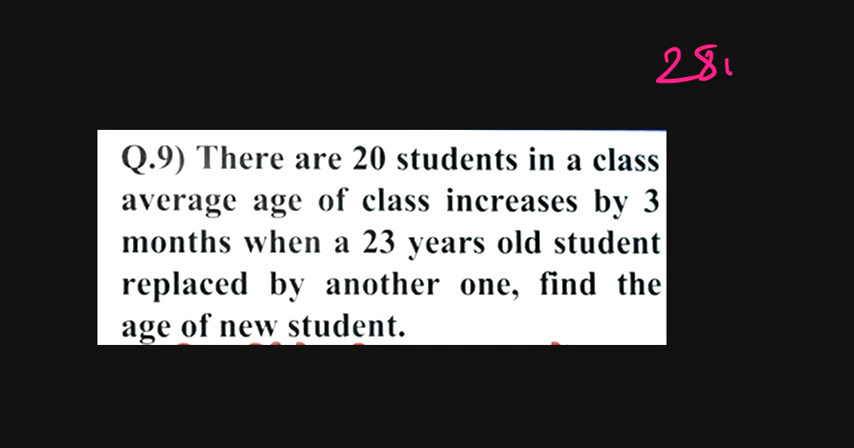 28
Q.9) There are 20 students in a class
average age of class increases by 3
months when a 23 years old student
replaced by another one, find the
age of new student.